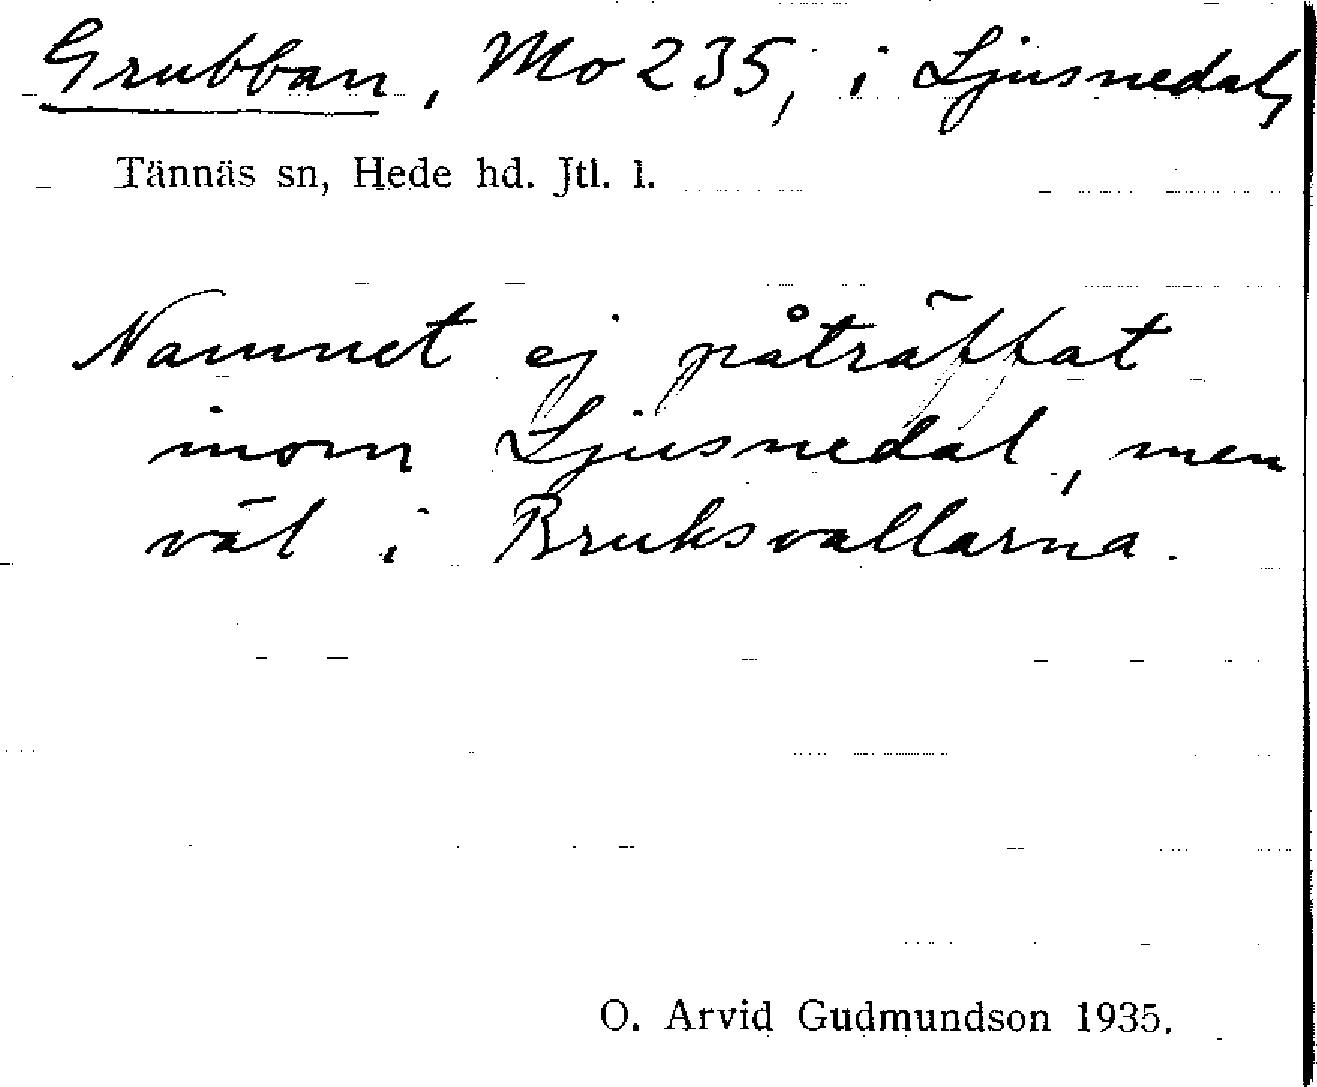 Grubban, Mo 235, i Ljusnedal,
Tännäs sn, Hede hd. Jtl. l.
Namnet ej påträffat
inom Ljusnedal, men
väl i Bruksvallarna.
O. Arvid Gudmundson 1935.